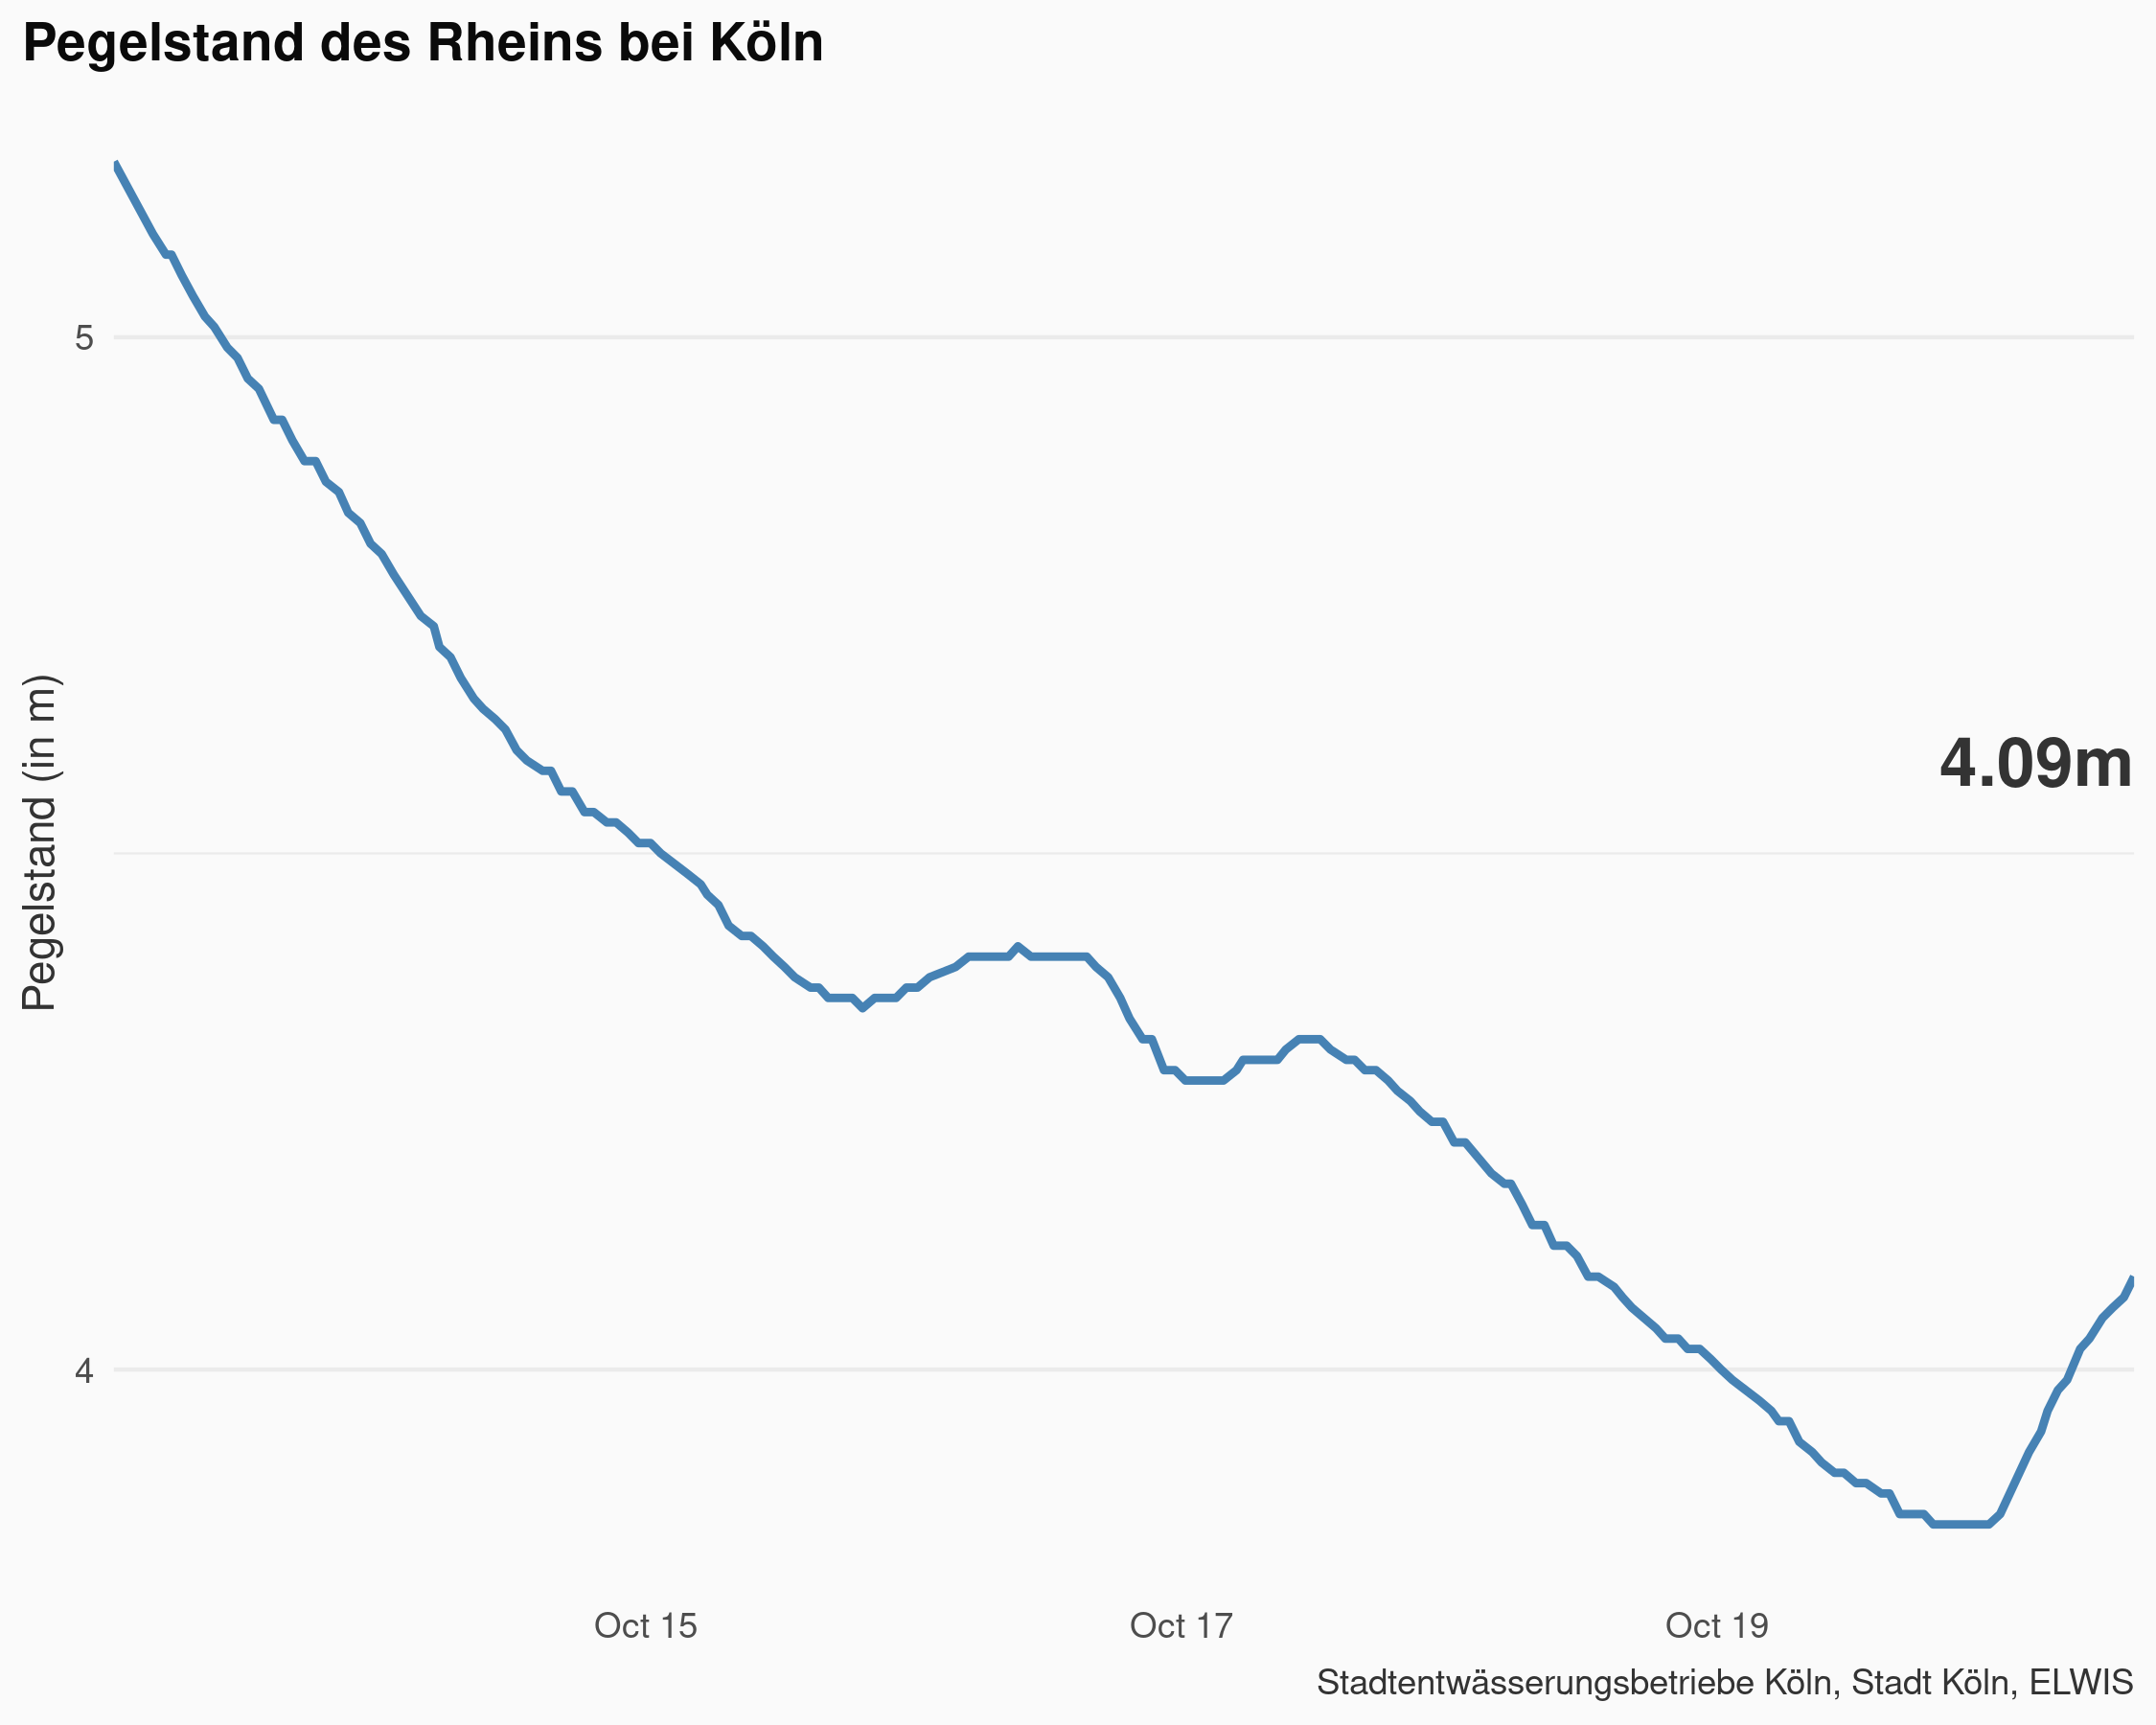 Pegelstand des Rheins bei Köln
Pegelstand (in m)
5
4.09m
4
Oct 15 Oct 17 Oct 19
Stadtentwässerungsbetriebe Köln, Stadt Köln, ELWIS